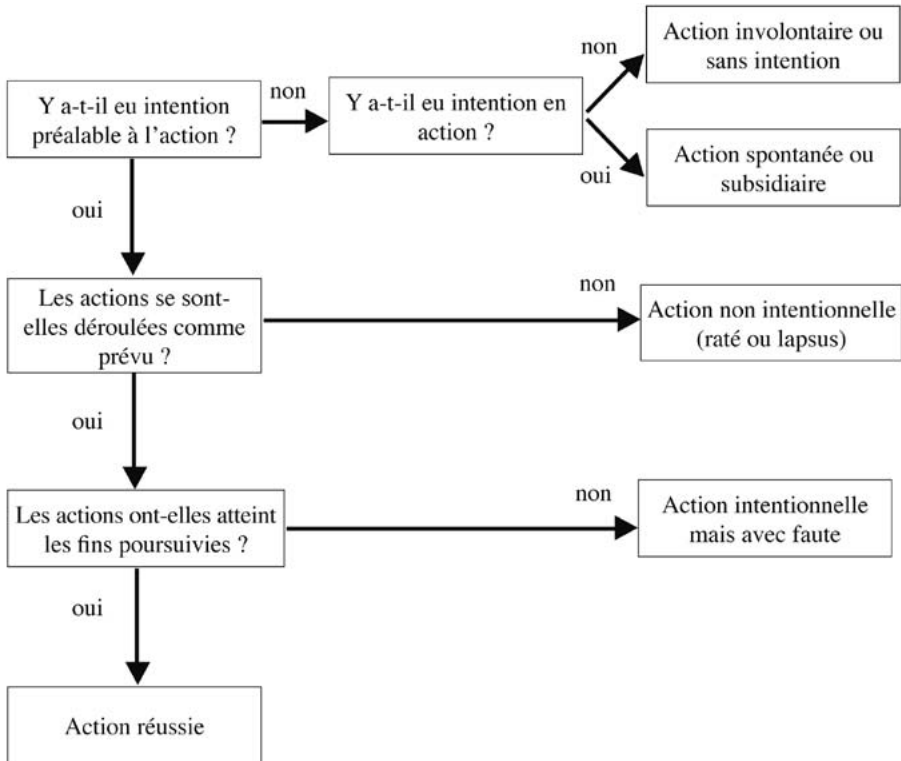 non
Action involontaire ou
sans intention
Y a-t-il eu intention
préalable à l'action ?
non
Y a-t-il eu intention en
action ?
oui
Action spontanée ou
subsidiaire
oui
Les actions se sont-
elles déroulées comme
prévu ?
non
Action non intentionnelle
(raté ou lapsus)
oui
Les actions ont-elles atteint
les fins poursuivies ?
non
Action intentionnelle
mais avec faute
oui
Action réussie